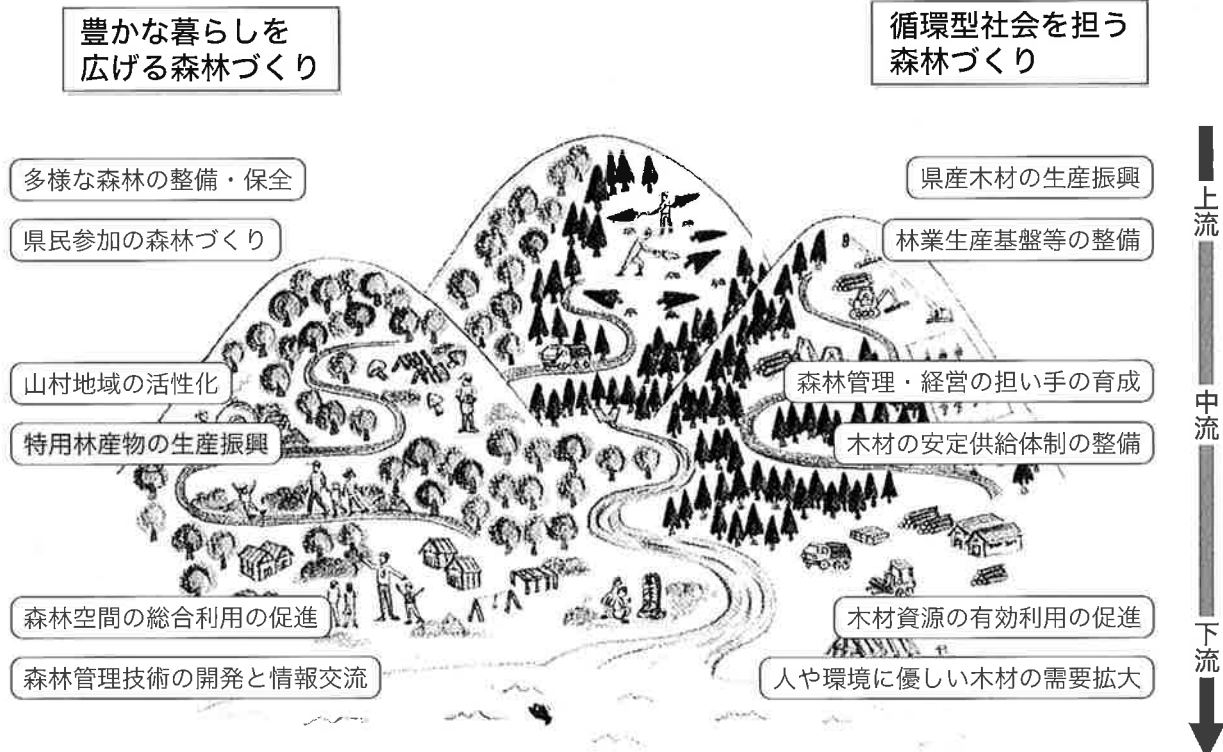 豊かな暮らしを
広げる森林づくり
循環型社会を担う
森林づくり
多様な森林の整備・保全
県民参加の森林づくり
山村地域の活性化
特用林産物の生産振興
森林空間の総合利用の促進
森林管理技術の開発と情報交流
県産木材の生産振興
林業生産基盤等の整備
森林管理・経営の担い手の育成
木材の安定供給体制の整備
木材資源の有効利用の促進
人や環境に優しい木材の需要拡大
上流
中流
下流